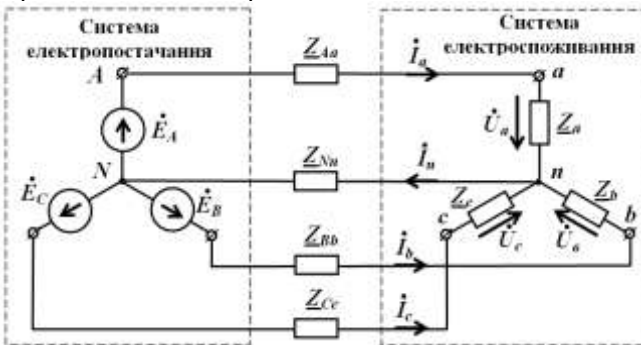 Система
електропостачання
Система
електроспоживання
A
Z_Aa
İ_a
a
Ė_A
U̇_a
Z_a
N
Z_Nn
İ_n
n
Ė_C
Ė_B
Z_c
Z_b
c
b
U̇_c
U̇_в
Z_Bb
İ_b
Z_Cc
İ_c